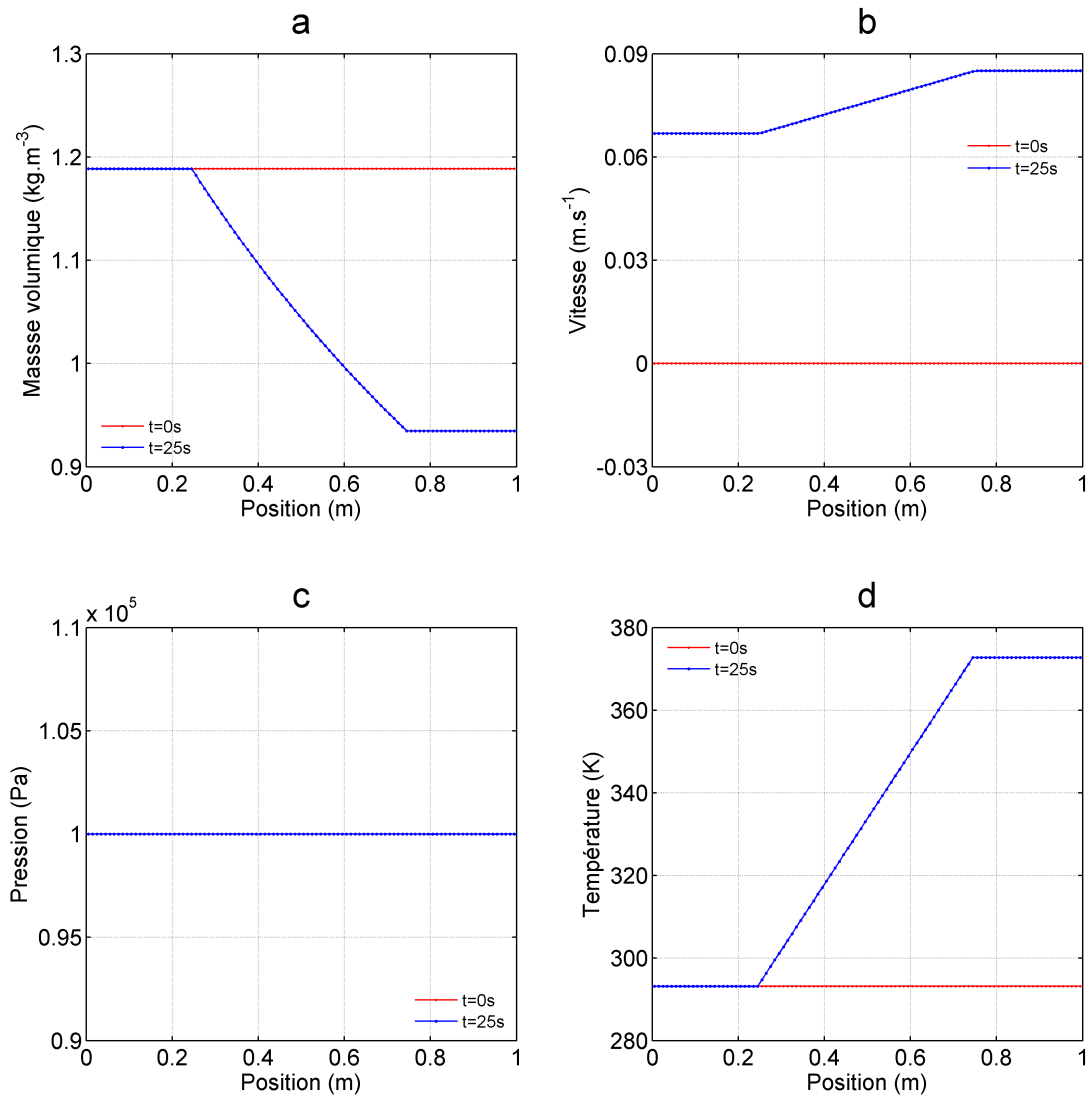 a
1.3
1.2
1.1
1
0.9
Massse volumique (kg.m⁻³)
t=0s
t=25s
0 0.2 0.4 0.6 0.8 1
Position (m)
b
0.09
0.06
0.03
0
-0.03
Vitesse (m.s⁻¹)
t=0s
t=25s
0 0.2 0.4 0.6 0.8 1
Position (m)
c
x 10⁵
1.1
1.05
1
0.95
0.9
Pression (Pa)
t=0s
t=25s
0 0.2 0.4 0.6 0.8 1
Position (m)
d
380
360
340
320
300
280
Température (K)
t=0s
t=25s
0 0.2 0.4 0.6 0.8 1
Position (m)